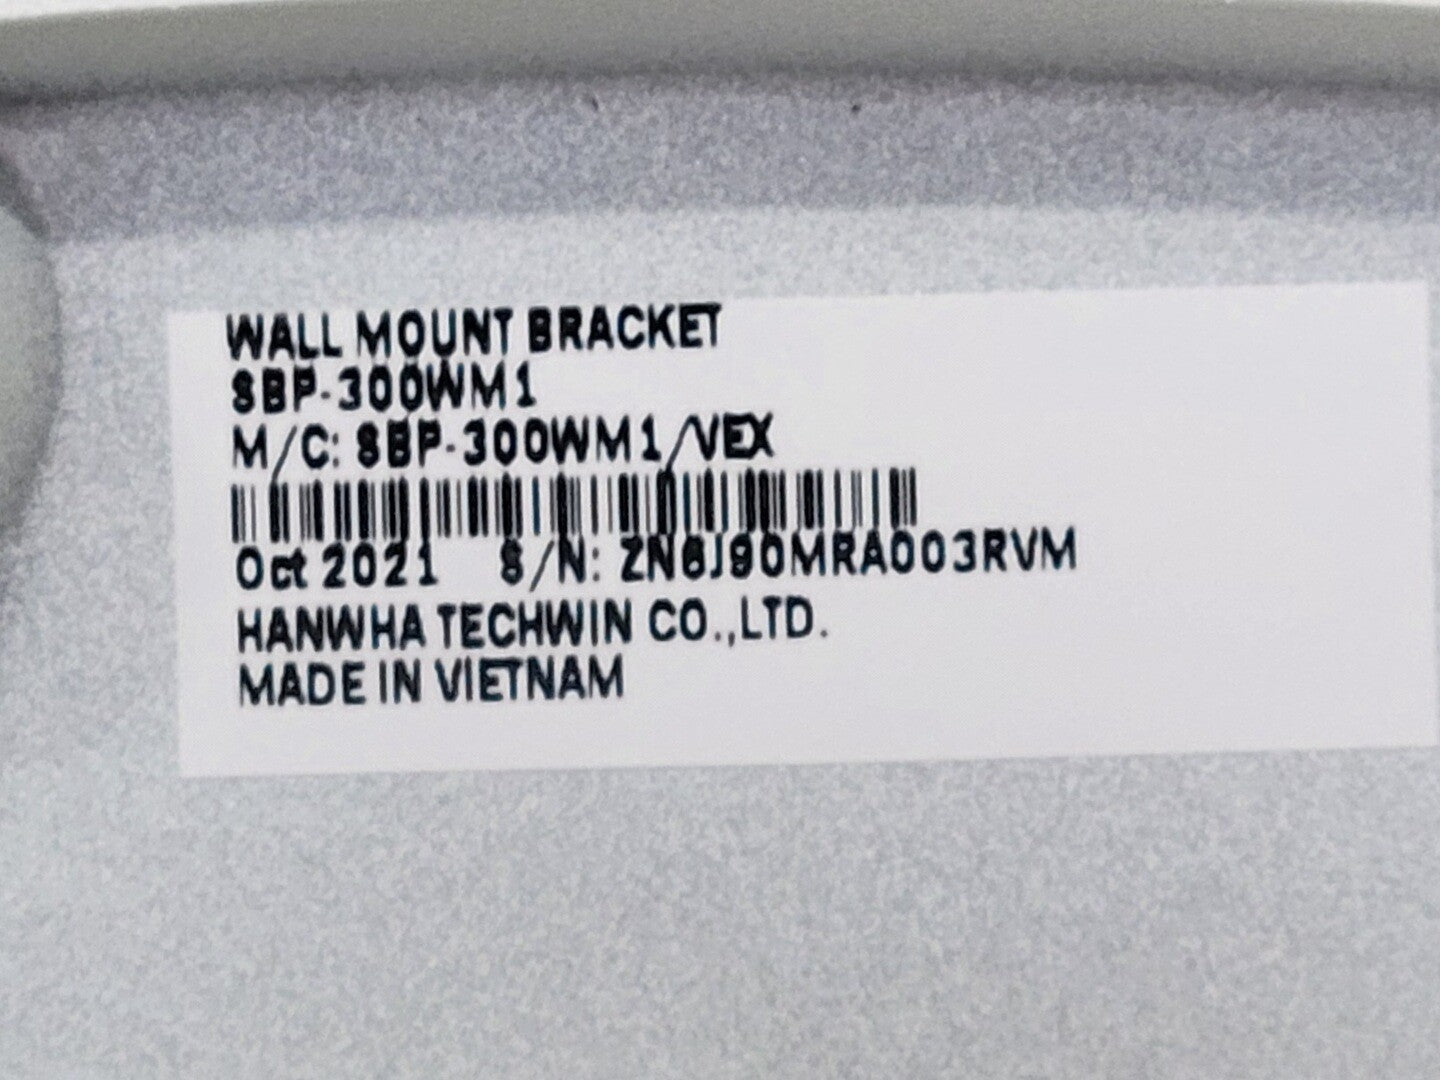 WALL MOUNT BRACKET
SBP-300WM1
M/C: SBP-300WM1/VEX
Oct 2021 S/N: ZN6J90MRA003RVM
HANWHA TECHWIN CO.,LTD.
MADE IN VIETNAM